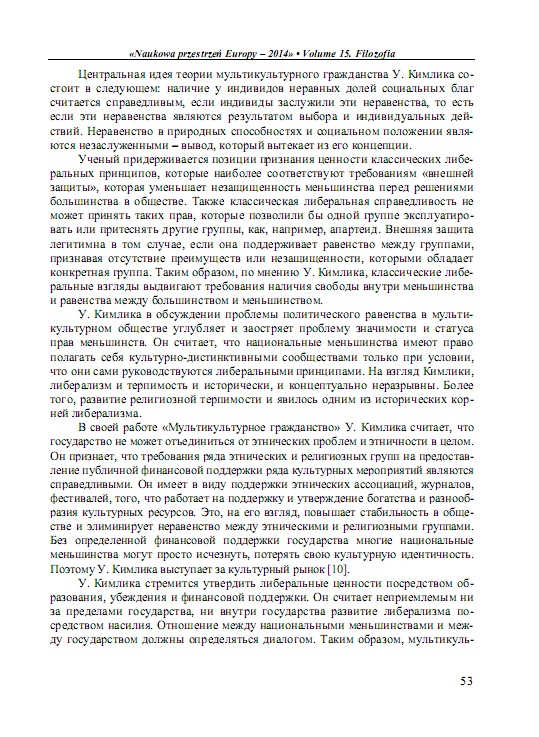 «Naukowa przestrzeń Europy – 2014» • Volume 15. Filozofia
Центральная идея теории мультикультурного гражданства У. Кимлика со-
стоит в следующем: наличие у индивидов неравных долей социальных благ
считается справедливым, если индивиды заслужили эти неравенства, то есть
если эти неравенства являются результатом выбора и индивидуальных дей-
ствий. Неравенство в природных способностях и социальном положении явля-
ются незаслуженными – вывод, который вытекает из его концепции.
Ученый придерживается позиции признания ценности классических либе-
ральных принципов, которые наиболее соответствуют требованиям «внешней
защиты», которая уменьшает незащищенность меньшинства перед решениями
большинства в обществе. Также классическая либеральная справедливость не
может принять таких прав, которые позволили бы одной группе эксплуатиро-
вать или притеснять другие группы, как, например, апартеид. Внешняя защита
легитимна в том случае, если она поддерживает равенство между группами,
признавая отсутствие преимуществ или незащищенности, которыми обладает
конкретная группа. Таким образом, по мнению У. Кимлика, классические либе-
ральные взгляды выдвигают требования наличия свободы внутри меньшинства
и равенства между большинством и меньшинством.
У. Кимлика в обсуждении проблемы политического равенства в мульти-
культурном обществе углубляет и заостряет проблему значимости и статуса
прав меньшинств. Он считает, что национальные меньшинства имеют право
полагать себя культурно-дистинктивными сообществами только при условии,
что они сами руководствуются либеральными принципами. На взгляд Кимлики,
либерализм и терпимость и исторически, и концептуально неразрывны. Более
того, развитие религиозной терпимости и явилось одним из исторических кор-
ней либерализма.
В своей работе «Мультикультурное гражданство» У. Кимлика считает, что
государство не может отъединиться от этнических проблем и этничности в целом.
Он признает, что требования ряда этнических и религиозных групп на предостав-
ление публичной финансовой поддержки ряда культурных мероприятий являются
справедливыми. Он имеет в виду поддержки этнических ассоциаций, журналов,
фестивалей, того, что работает на поддержку и утверждение богатства и разнооб-
разия культурных ресурсов. Это, на его взгляд, повышает стабильность в обще-
стве и элиминирует неравенство между этническими и религиозными группами.
Без определенной финансовой поддержки государства многие национальные
меньшинства могут просто исчезнуть, потерять свою культурную идентичность.
Поэтому У. Кимлика выступает за культурный рынок [10].
У. Кимлика стремится утвердить либеральные ценности посредством об-
разования, убеждения и финансовой поддержки. Он считает неприемлемым ни
за пределами государства, ни внутри государства развитие либерализма по-
средством насилия. Отношение между национальными меньшинствами и меж-
ду государством должны определяться диалогом. Таким образом, мультикуль-
53